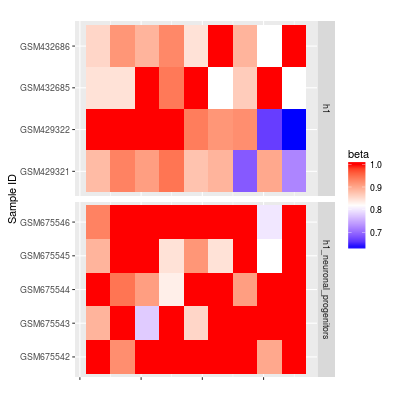 GSM432686
GSM432685
GSM429322
GSM429321
GSM675546
GSM675545
GSM675544
GSM675543
GSM675542
Sample ID
h1
h1_neuronal_progenitors
beta
1.0
0.9
0.8
0.7